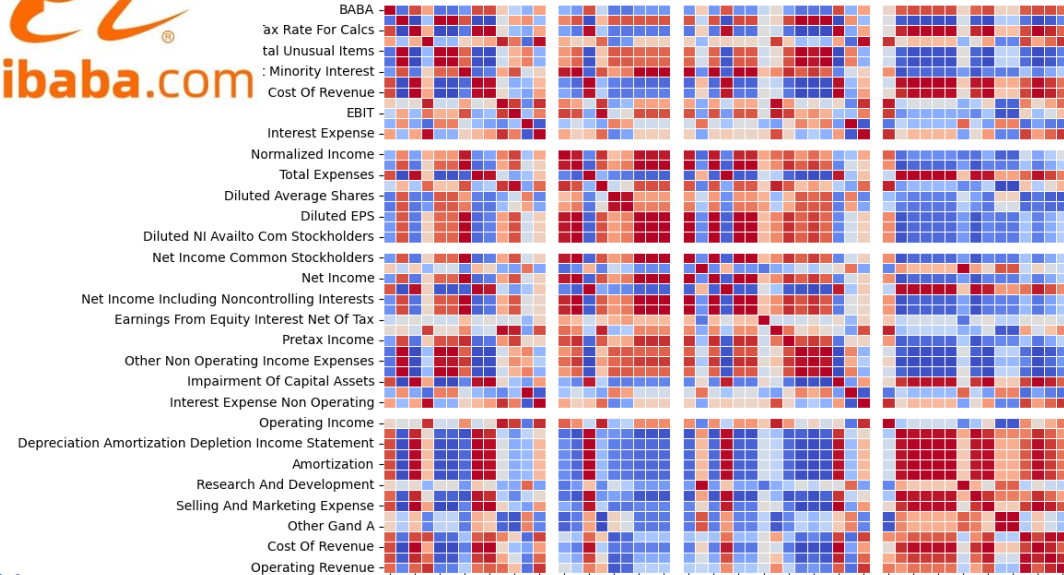 BABA
ax Rate For Calcs
tal Unusual Items
: Minority Interest
ibaba.com
®
Cost Of Revenue
EBIT
Interest Expense
Normalized Income
Total Expenses
Diluted Average Shares
Diluted EPS
Diluted NI Availto Com Stockholders
Net Income Common Stockholders
Net Income
Net Income Including Noncontrolling Interests
Earnings From Equity Interest Net Of Tax
Pretax Income
Other Non Operating Income Expenses
Impairment Of Capital Assets
Interest Expense Non Operating
Operating Income
Depreciation Amortization Depletion Income Statement
Amortization
Research And Development
Selling And Marketing Expense
Other Gand A
Cost Of Revenue
Operating Revenue